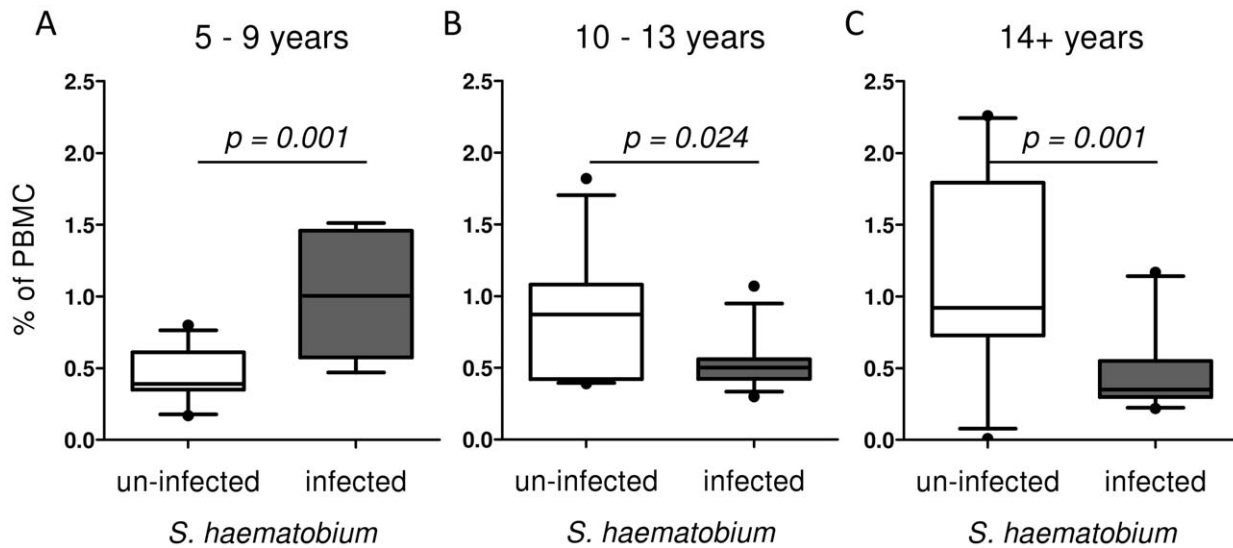 A
5 - 9 years
B
10 - 13 years
C
14+ years
% of PBMC
2.5
2.0
1.5
1.0
0.5
0.0
p = 0.001
un-infected
infected
S. haematobium
2.5
2.0
1.5
1.0
0.5
0.0
p = 0.024
un-infected
infected
S. haematobium
2.5
2.0
1.5
1.0
0.5
0.0
p = 0.001
un-infected
infected
S. haematobium